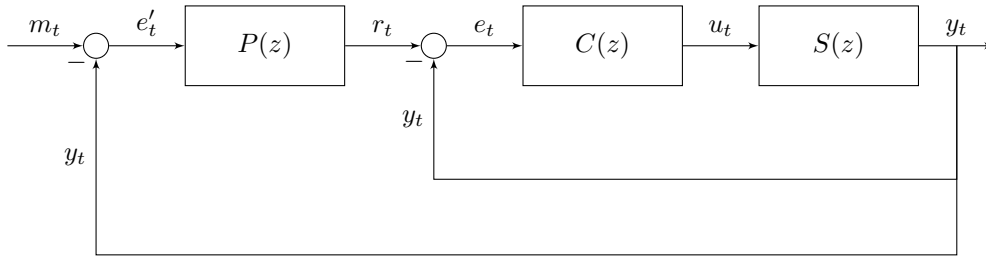 m_t e'_t P(z) r_t e_t C(z) u_t S(z) y_t
− −
y_t
y_t